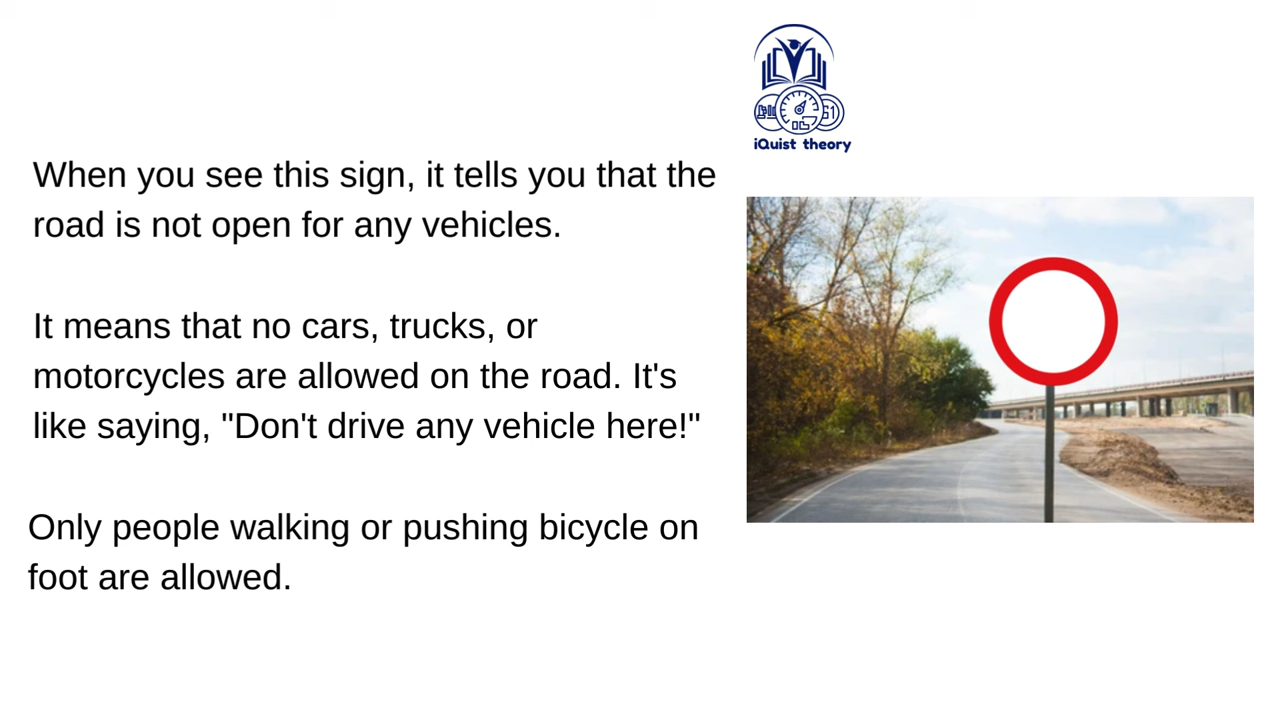 iQuist theory
When you see this sign, it tells you that the
road is not open for any vehicles.
It means that no cars, trucks, or
motorcycles are allowed on the road. It's
like saying, "Don't drive any vehicle here!"
Only people walking or pushing bicycle on
foot are allowed.